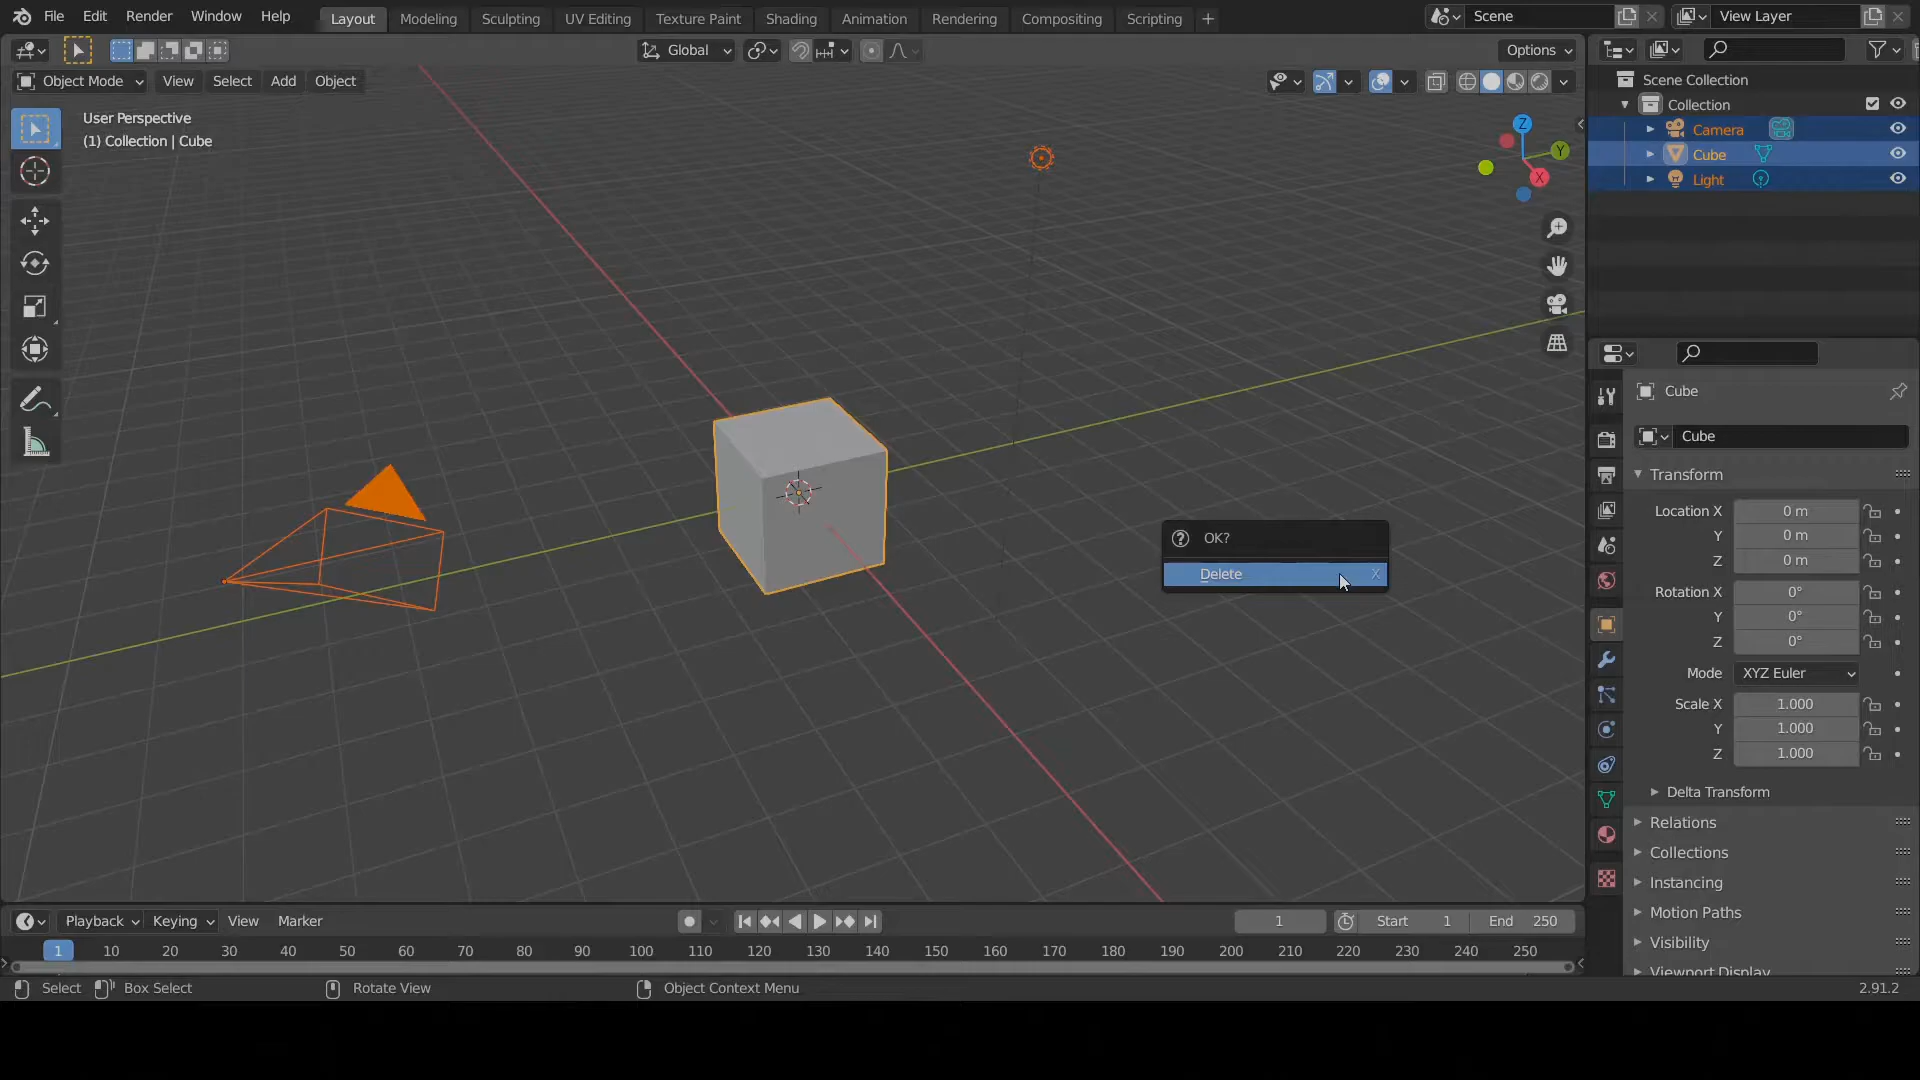 File Edit Render Window Help Layout Modeling Sculpting UV Editing Texture Paint Shading Animation Rendering Compositing Scripting + Scene View Layer
Global Options
Object Mode View Select Add Object
User Perspective
(1) Collection | Cube
Z
Y
X
Scene Collection
Collection
Camera
Cube
Light
OK?
Delete X
Cube
Cube
Transform
Location X 0 m
Y 0 m
Z 0 m
Rotation X 0°
Y 0°
Z 0°
Mode XYZ Euler
Scale X 1.000
Y 1.000
Z 1.000
Delta Transform
Relations
Collections
Instancing
Motion Paths
Visibility
Viewport Display
Playback Keying View Marker 1 Start 1 End 250
1 10 20 30 40 50 60 70 80 90 100 110 120 130 140 150 160 170 180 190 200 210 220 230 240 250
Select Box Select Rotate View Object Context Menu 2.91.2